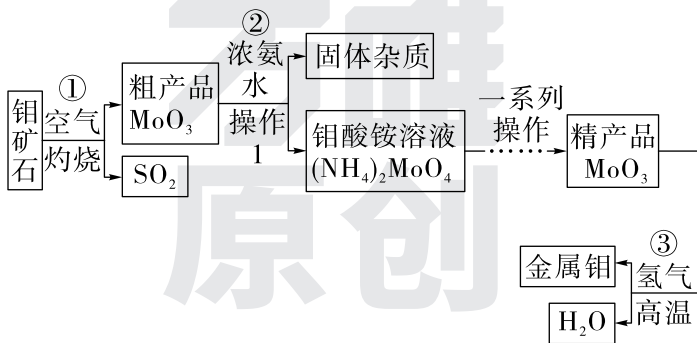 钼矿石
①
空气
灼烧
粗产品
MoO₃
SO₂
②
浓氨
水
操作
1
固体杂质
钼酸铵溶液
(NH₄)₂MoO₄
一系列
操作
精产品
MoO₃
③
氢气
高温
金属钼
H₂O
原创